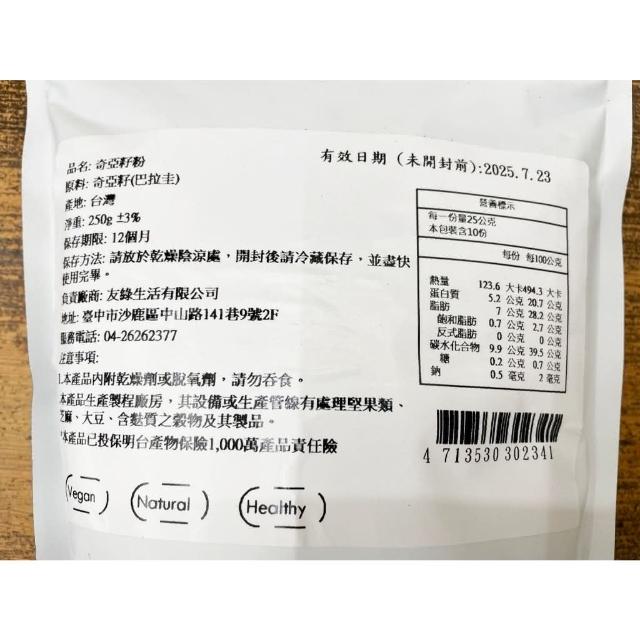 品名: 奇亞籽粉
原料: 奇亞籽(巴拉圭)
產地: 台灣
淨重: 250g ±3%
保存期限: 12個月
保存方法: 請放於乾燥陰涼處，開封後請冷藏保存，並盡快
使用完畢。
負責廠商: 友綠生活有限公司
地址: 臺中市沙鹿區中山路141巷9號2F
服務電話: 04-26262377
注意事項:
1.本產品內附乾燥劑或脫氧劑，請勿吞食。
本產品生產製程廠房，其設備或生產管線有處理堅果類、
芝麻、大豆、含麩質之穀物及其製品。
本產品已投保明台產物保險1,000萬產品責任險
Vegan
Natural
Healthy
有效日期 (未開封前):2025.7.23
營養標示
每一份量25公克
本包裝含10份
每份 每100公克
熱量 123.6 大卡494.3 大卡
蛋白質 5.2 公克 20.7 公克
脂肪 7 公克 28.2 公克
飽和脂肪 0.7 公克 2.7 公克
反式脂肪 0 公克 0 公克
碳水化合物 9.9 公克 39.5 公克
糖 0.2 公克 0.7 公克
鈉 0.5 毫克 2 毫克
4 713530 302341